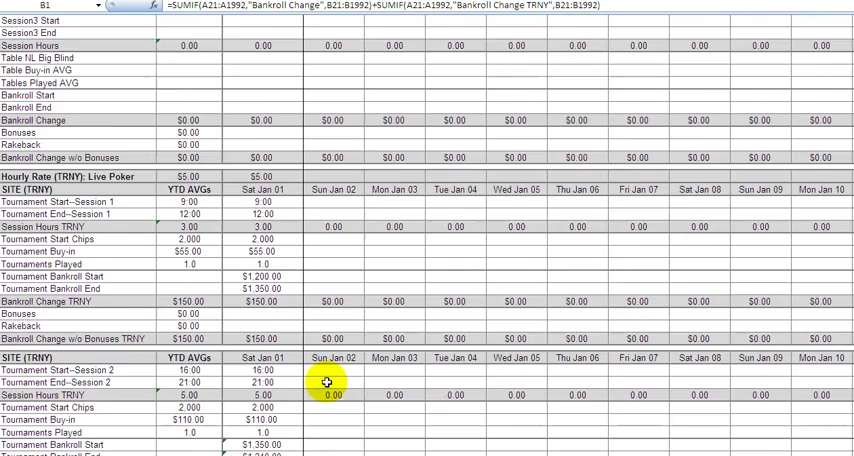 B1 fx =SUMIF(A21:A1992,"Bankroll Change",B21:B1992)+SUMIF(A21:A1992,"Bankroll Change TRNY",B21:B1992)
Session3 Start
Session3 End
Session Hours 0.00 0.00 0.00 0.00 0.00 0.00 0.00 0.00 0.00 0.00 0.00
Table NL Big Blind
Table Buy-in AVG
Tables Played AVG
Bankroll Start
Bankroll End
Bankroll Change $0.00 $0.00 $0.00 $0.00 $0.00 $0.00 $0.00 $0.00 $0.00 $0.00 $0.00
Bonuses $0.00
Rakeback $0.00
Bankroll Change w/o Bonuses $0.00 $0.00 $0.00 $0.00 $0.00 $0.00 $0.00 $0.00 $0.00 $0.00 $0.00
Hourly Rate (TRNY): Live Poker $5.00 $5.00
SITE (TRNY) YTD AVGs Sat Jan 01 Sun Jan 02 Mon Jan 03 Tue Jan 04 Wed Jan 05 Thu Jan 06 Fri Jan 07 Sat Jan 08 Sun Jan 09 Mon Jan 10
Tournament Start--Session 1 9:00 9:00
Tournament End--Session 1 12:00 12:00
Session Hours TRNY 3.00 3.00 0.00 0.00 0.00 0.00 0.00 0.00 0.00 0.00 0.00
Tournament Start Chips 2,000 2,000
Tournament Buy-in $55.00 $55.00
Tournaments Played 1.0 1.0
Tournament Bankroll Start $1,200.00
Tournament Bankroll End $1,350.00
Bankroll Change TRNY $150.00 $150.00 $0.00 $0.00 $0.00 $0.00 $0.00 $0.00 $0.00 $0.00 $0.00
Bonuses $0.00
Rakeback $0.00
Bankroll Change w/o Bonuses TRNY $150.00 $150.00 $0.00 $0.00 $0.00 $0.00 $0.00 $0.00 $0.00 $0.00 $0.00
SITE (TRNY) YTD AVGs Sat Jan 01 Sun Jan 02 Mon Jan 03 Tue Jan 04 Wed Jan 05 Thu Jan 06 Fri Jan 07 Sat Jan 08 Sun Jan 09 Mon Jan 10
Tournament Start--Session 2 16:00 16:00
Tournament End--Session 2 21:00 21:00
Session Hours TRNY 5.00 5.00 0.00 0.00 0.00 0.00 0.00 0.00 0.00 0.00 0.00
Tournament Start Chips 2,000 2,000
Tournament Buy-in $110.00 $110.00
Tournaments Played 1.0 1.0
Tournament Bankroll Start $1,350.00
Tournament Bankroll End